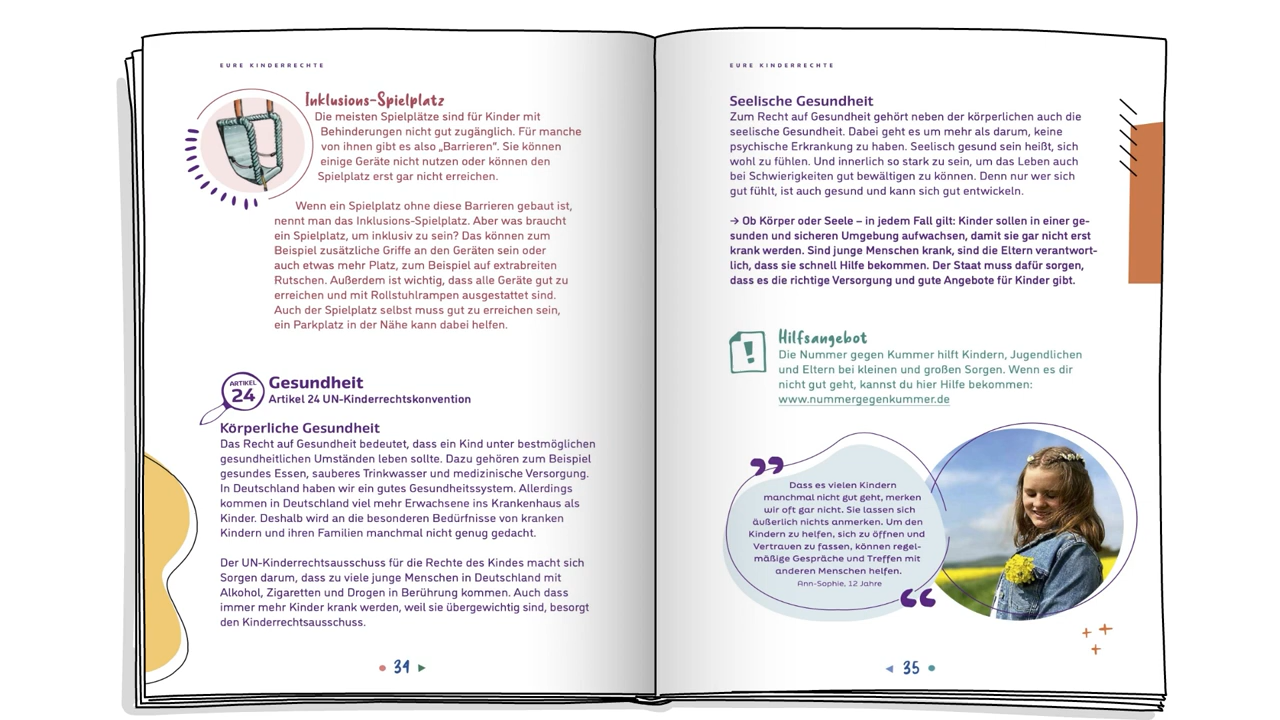 EURE KINDERRECHTE
Inklusions-Spielplatz
Die meisten Spielplätze sind für Kinder mit
Behinderungen nicht gut zugänglich. Für manche
von ihnen gibt es also „Barrieren“. Sie können
einige Geräte nicht nutzen oder können den
Spielplatz erst gar nicht erreichen.
Wenn ein Spielplatz ohne diese Barrieren gebaut ist,
nennt man das Inklusions-Spielplatz. Aber was braucht
ein Spielplatz, um inklusiv zu sein? Das können zum
Beispiel zusätzliche Griffe an den Geräten sein oder
auch etwas mehr Platz, zum Beispiel auf extrabreiten
Rutschen. Außerdem ist wichtig, dass alle Geräte gut zu
erreichen und mit Rollstuhlrampen ausgestattet sind.
Auch der Spielplatz selbst muss gut zu erreichen sein,
ein Parkplatz in der Nähe kann dabei helfen.
ARTIKEL
24
Gesundheit
Artikel 24 UN-Kinderrechtskonvention
Körperliche Gesundheit
Das Recht auf Gesundheit bedeutet, dass ein Kind unter bestmöglichen
gesundheitlichen Umständen leben sollte. Dazu gehören zum Beispiel
gesundes Essen, sauberes Trinkwasser und medizinische Versorgung.
In Deutschland haben wir ein gutes Gesundheitssystem. Allerdings
kommen in Deutschland viel mehr Erwachsene ins Krankenhaus als
Kinder. Deshalb wird an die besonderen Bedürfnisse von kranken
Kindern und ihren Familien manchmal nicht genug gedacht.
Der UN-Kinderrechtsausschuss für die Rechte des Kindes macht sich
Sorgen darum, dass zu viele junge Menschen in Deutschland mit
Alkohol, Zigaretten und Drogen in Berührung kommen. Auch dass
immer mehr Kinder krank werden, weil sie übergewichtig sind, besorgt
den Kinderrechtsausschuss.
34
EURE KINDERRECHTE
Seelische Gesundheit
Zum Recht auf Gesundheit gehört neben der körperlichen auch die
seelische Gesundheit. Dabei geht es um mehr als darum, keine
psychische Erkrankung zu haben. Seelisch gesund sein heißt, sich
wohl zu fühlen. Und innerlich so stark zu sein, um das Leben auch
bei Schwierigkeiten gut bewältigen zu können. Denn nur wer sich
gut fühlt, ist auch gesund und kann sich gut entwickeln.
→ Ob Körper oder Seele – in jedem Fall gilt: Kinder sollen in einer ge-
sunden und sicheren Umgebung aufwachsen, damit sie gar nicht erst
krank werden. Sind junge Menschen krank, sind die Eltern verantwort-
lich, dass sie schnell Hilfe bekommen. Der Staat muss dafür sorgen,
dass es die richtige Versorgung und gute Angebote für Kinder gibt.
Hilfsangebot
Die Nummer gegen Kummer hilft Kindern, Jugendlichen
und Eltern bei kleinen und großen Sorgen. Wenn es dir
nicht gut geht, kannst du hier Hilfe bekommen:
www.nummergegenkummer.de
Dass es vielen Kindern
manchmal nicht gut geht, merken
wir oft gar nicht. Sie lassen sich
äußerlich nichts anmerken. Um den
Kindern zu helfen, sich zu öffnen und
Vertrauen zu fassen, können regel-
mäßige Gespräche und Treffen mit
anderen Menschen helfen.
Ann-Sophie, 12 Jahre
35